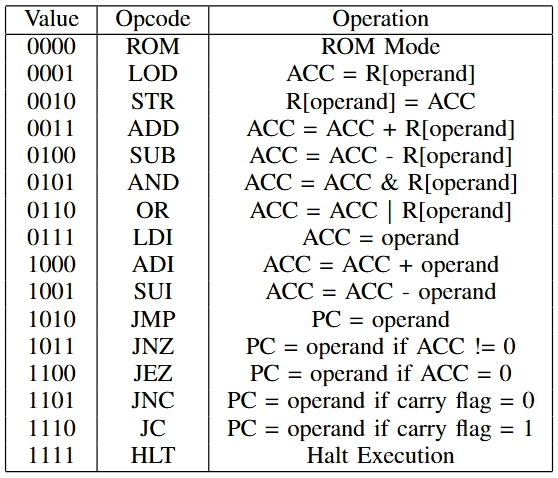 Value Opcode Operation
0000 ROM ROM Mode
0001 LOD ACC = R[operand]
0010 STR R[operand] = ACC
0011 ADD ACC = ACC + R[operand]
0100 SUB ACC = ACC - R[operand]
0101 AND ACC = ACC & R[operand]
0110 OR ACC = ACC | R[operand]
0111 LDI ACC = operand
1000 ADI ACC = ACC + operand
1001 SUI ACC = ACC - operand
1010 JMP PC = operand
1011 JNZ PC = operand if ACC != 0
1100 JEZ PC = operand if ACC = 0
1101 JNC PC = operand if carry flag = 0
1110 JC PC = operand if carry flag = 1
1111 HLT Halt Execution